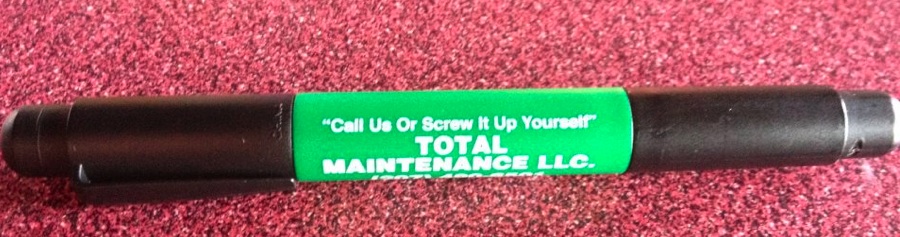 "Call Us Or Screw It Up Yourself"
TOTAL
MAINTENANCE LLC.